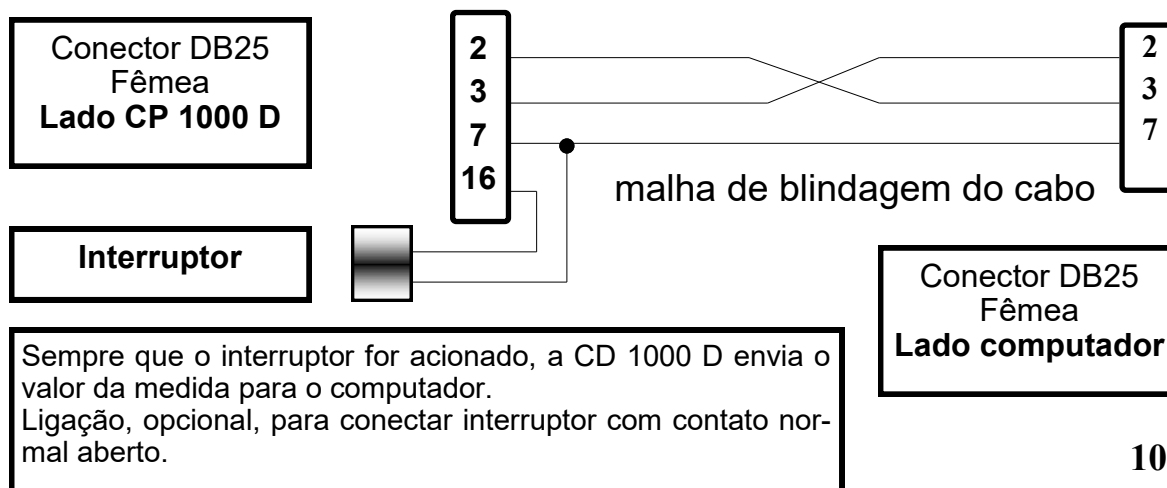 Conector DB25
Fêmea
Lado CP 1000 D
2
3
7
16
2
3
7
malha de blindagem do cabo
Interruptor
Conector DB25
Fêmea
Lado computador
Sempre que o interruptor for acionado, a CD 1000 D envia o
valor da medida para o computador.
Ligação, opcional, para conectar interruptor com contato nor-
mal aberto.
10